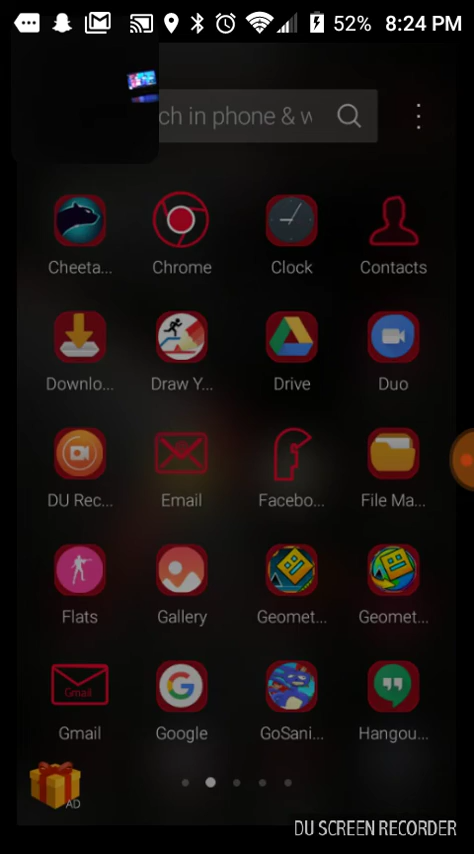 52% 8:24 PM
ch in phone & w
Cheeta... Chrome Clock Contacts
Downlo... Draw Y... Drive Duo
DU Rec... Email Facebo... File Ma...
Flats Gallery Geomet... Geomet...
Gmail
Gmail Google GoSani... Hangou...
AD
DU SCREEN RECORDER